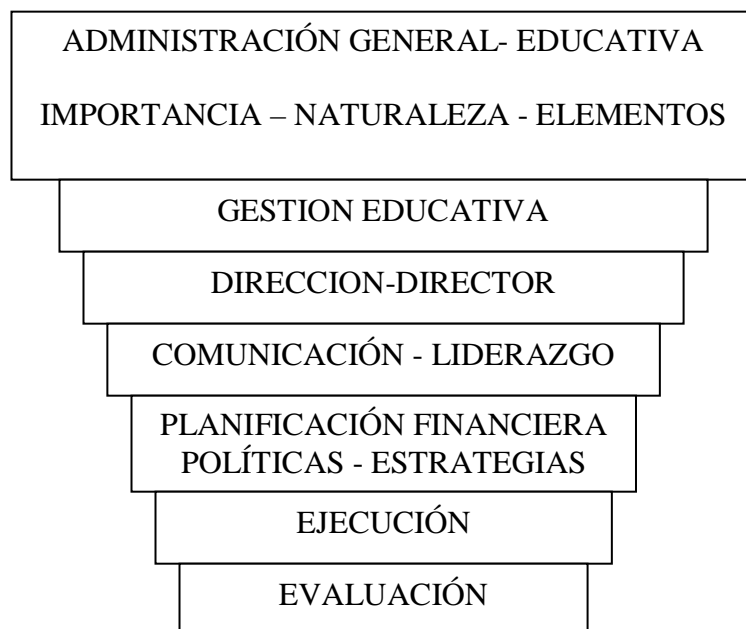 ADMINISTRACIÓN GENERAL- EDUCATIVA
IMPORTANCIA – NATURALEZA - ELEMENTOS
GESTION EDUCATIVA
DIRECCION-DIRECTOR
COMUNICACIÓN - LIDERAZGO
PLANIFICACIÓN FINANCIERA
POLÍTICAS - ESTRATEGIAS
EJECUCIÓN
EVALUACIÓN